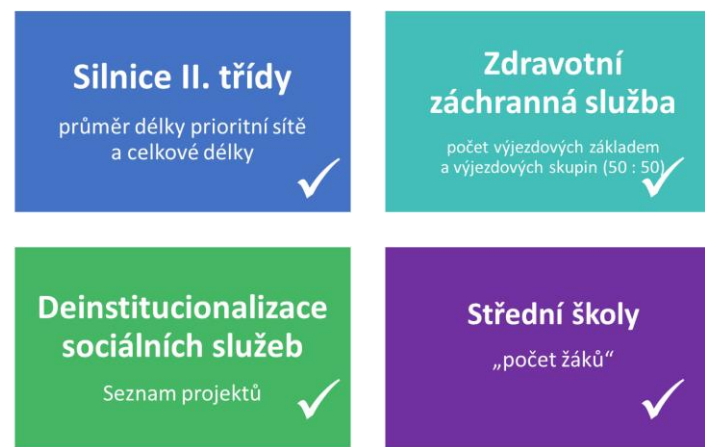 Silnice II. třídy
průměr délky prioritní sítě
a celkové délky
Zdravotní
záchranná služba
počet výjezdových základem
a výjezdových skupin (50 : 50)
Deinstitucionalizace
sociálních služeb
Seznam projektů
Střední školy
„počet žáků“